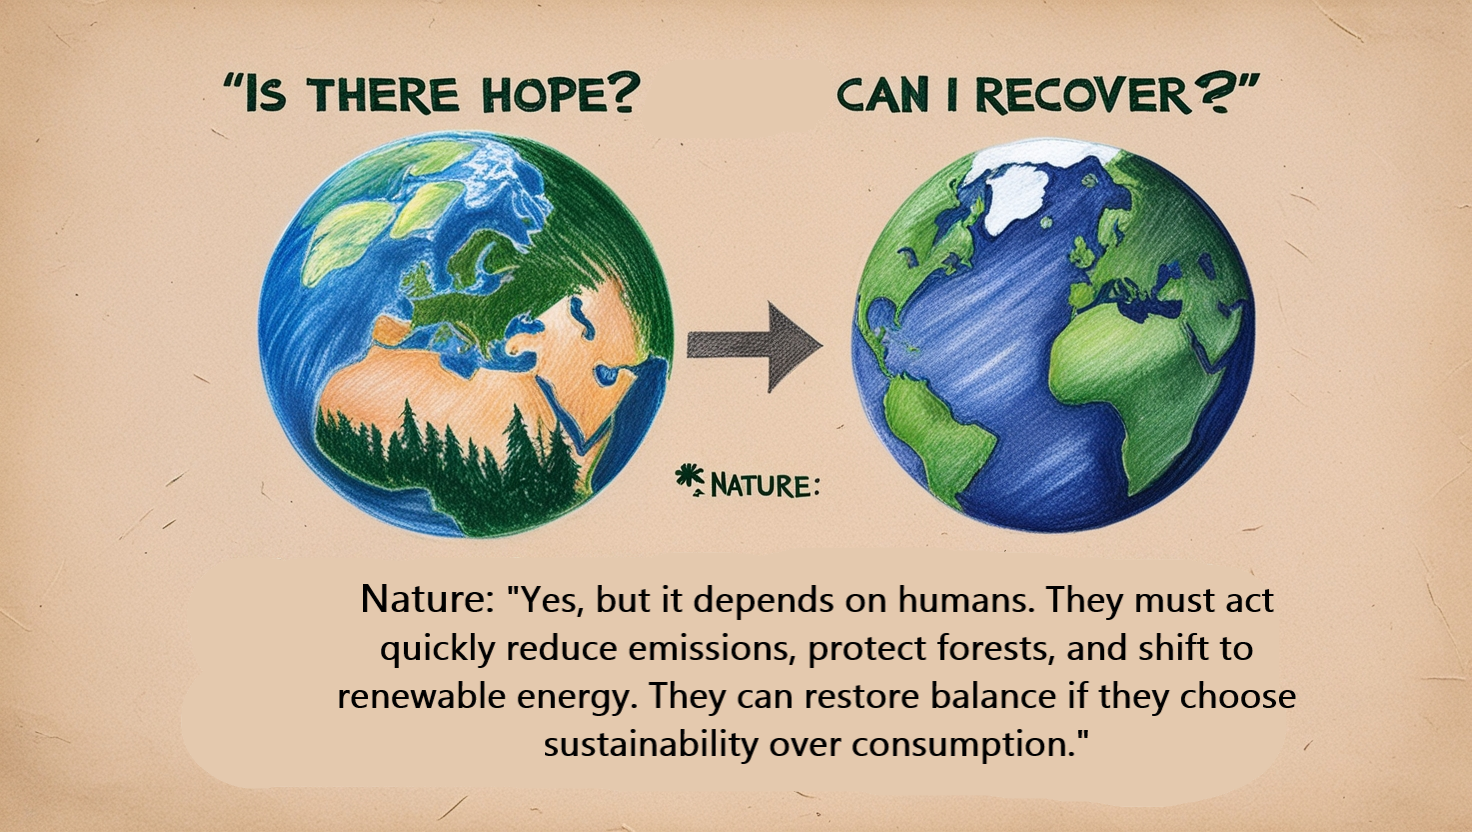 "IS THERE HOPE? CAN I RECOVER?"
*NATURE:
Nature: "Yes, but it depends on humans. They must act
quickly reduce emissions, protect forests, and shift to
renewable energy. They can restore balance if they choose
sustainability over consumption."